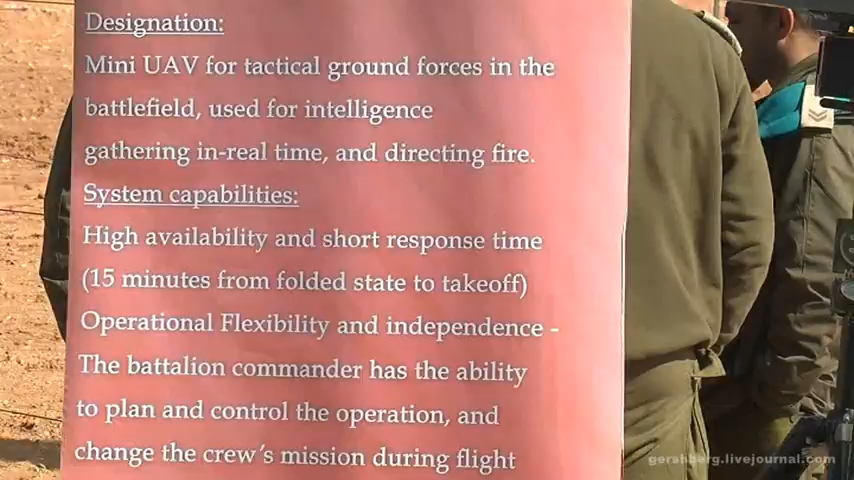 Designation:
Mini UAV for tactical ground forces in the
battlefield, used for intelligence
gathering in-real time, and directing fire.
System capabilities:
High availability and short response time
(15 minutes from folded state to takeoff)
Operational Flexibility and independence -
The battalion commander has the ability
to plan and control the operation, and
change the crew's mission during flight
gershberg.livejournal.com